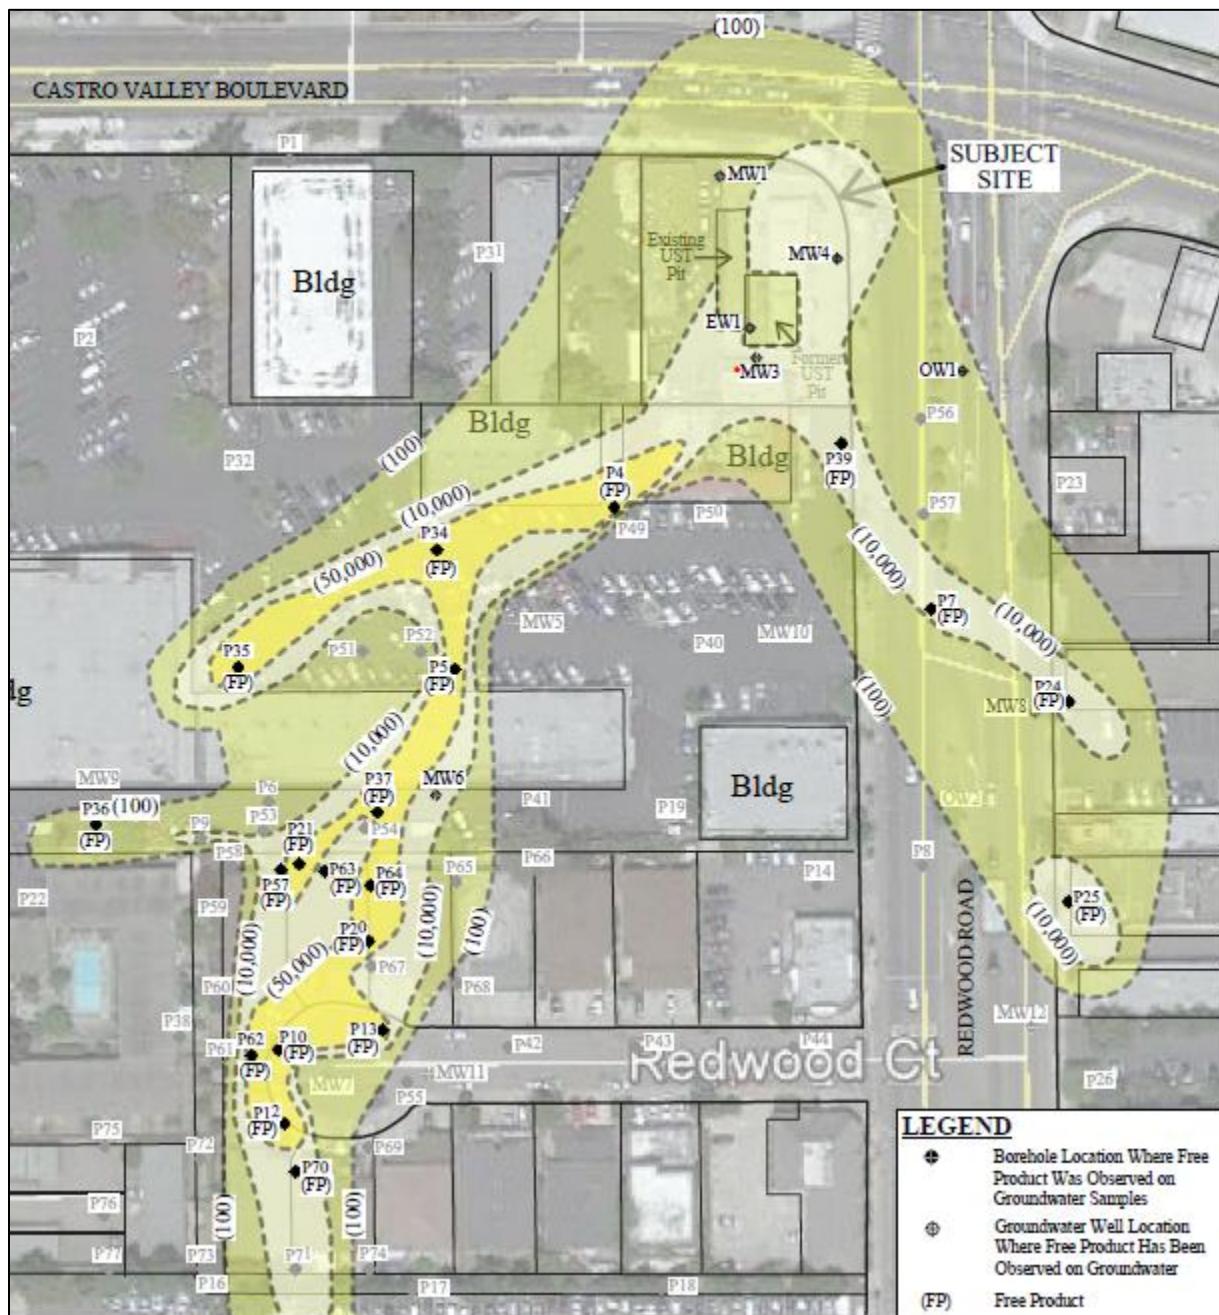 (100)
CASTRO VALLEY BOULEVARD
P1
SUBJECT
SITE
MW1
P31
Existing
UST
Pit
MW4
Bldg
P2
EW1
Former
UST
Pit
MW3
OW1
P56
Bldg
(100)
P32
P4
(FP)
Bldg
P39
(FP)
P23
(10,000)
P34
(FP)
P49
P50
P57
(50,000)
(10,000)
P7
(FP)
(10,000)
MW5
MW10
P52
P51
P40
P35
(FP)
P5
(FP)
dg
P24
(FP)
MW8
(100)
(10,000)
MW9
P6
P37
(FP)
MW6
P41
P19
Bldg
OW2
P36
(FP)
(100)
P9
P53
P54
P58
P21
P57
(FP)
P63
(FP)
P64
(FP)
P65
P66
P14
P8
P22
P59
P25
(FP)
(10,000)
(10,000)
(100)
P20
(FP)
(10,000)
(50,000)
P67
P60
P68
REDWOOD ROAD
P38
P13
(FP)
MW12
P62
(FP)
P61
P10
(FP)
P42
P43
P44
Redwood Ct
MW7
MW11
P26
P55
P12
(FP)
P75
P72
P69
P70
(FP)
P76
(100)
(100)
P77
P73
P71
P74
P16
P17
P18
LEGEND
Borehole Location Where Free
Product Was Observed on
Groundwater Samples
Groundwater Well Location
Where Free Product Has Been
Observed on Groundwater
(FP) Free Product